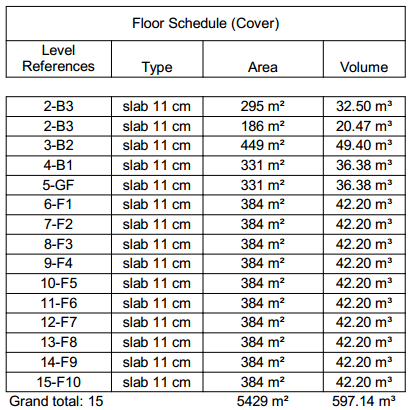 Floor Schedule (Cover)
Level References Type Area Volume
2-B3 slab 11 cm 295 m² 32.50 m³
2-B3 slab 11 cm 186 m² 20.47 m³
3-B2 slab 11 cm 449 m² 49.40 m³
4-B1 slab 11 cm 331 m² 36.38 m³
5-GF slab 11 cm 331 m² 36.38 m³
6-F1 slab 11 cm 384 m² 42.20 m³
7-F2 slab 11 cm 384 m² 42.20 m³
8-F3 slab 11 cm 384 m² 42.20 m³
9-F4 slab 11 cm 384 m² 42.20 m³
10-F5 slab 11 cm 384 m² 42.20 m³
11-F6 slab 11 cm 384 m² 42.20 m³
12-F7 slab 11 cm 384 m² 42.20 m³
13-F8 slab 11 cm 384 m² 42.20 m³
14-F9 slab 11 cm 384 m² 42.20 m³
15-F10 slab 11 cm 384 m² 42.20 m³
Grand total: 15 5429 m² 597.14 m³